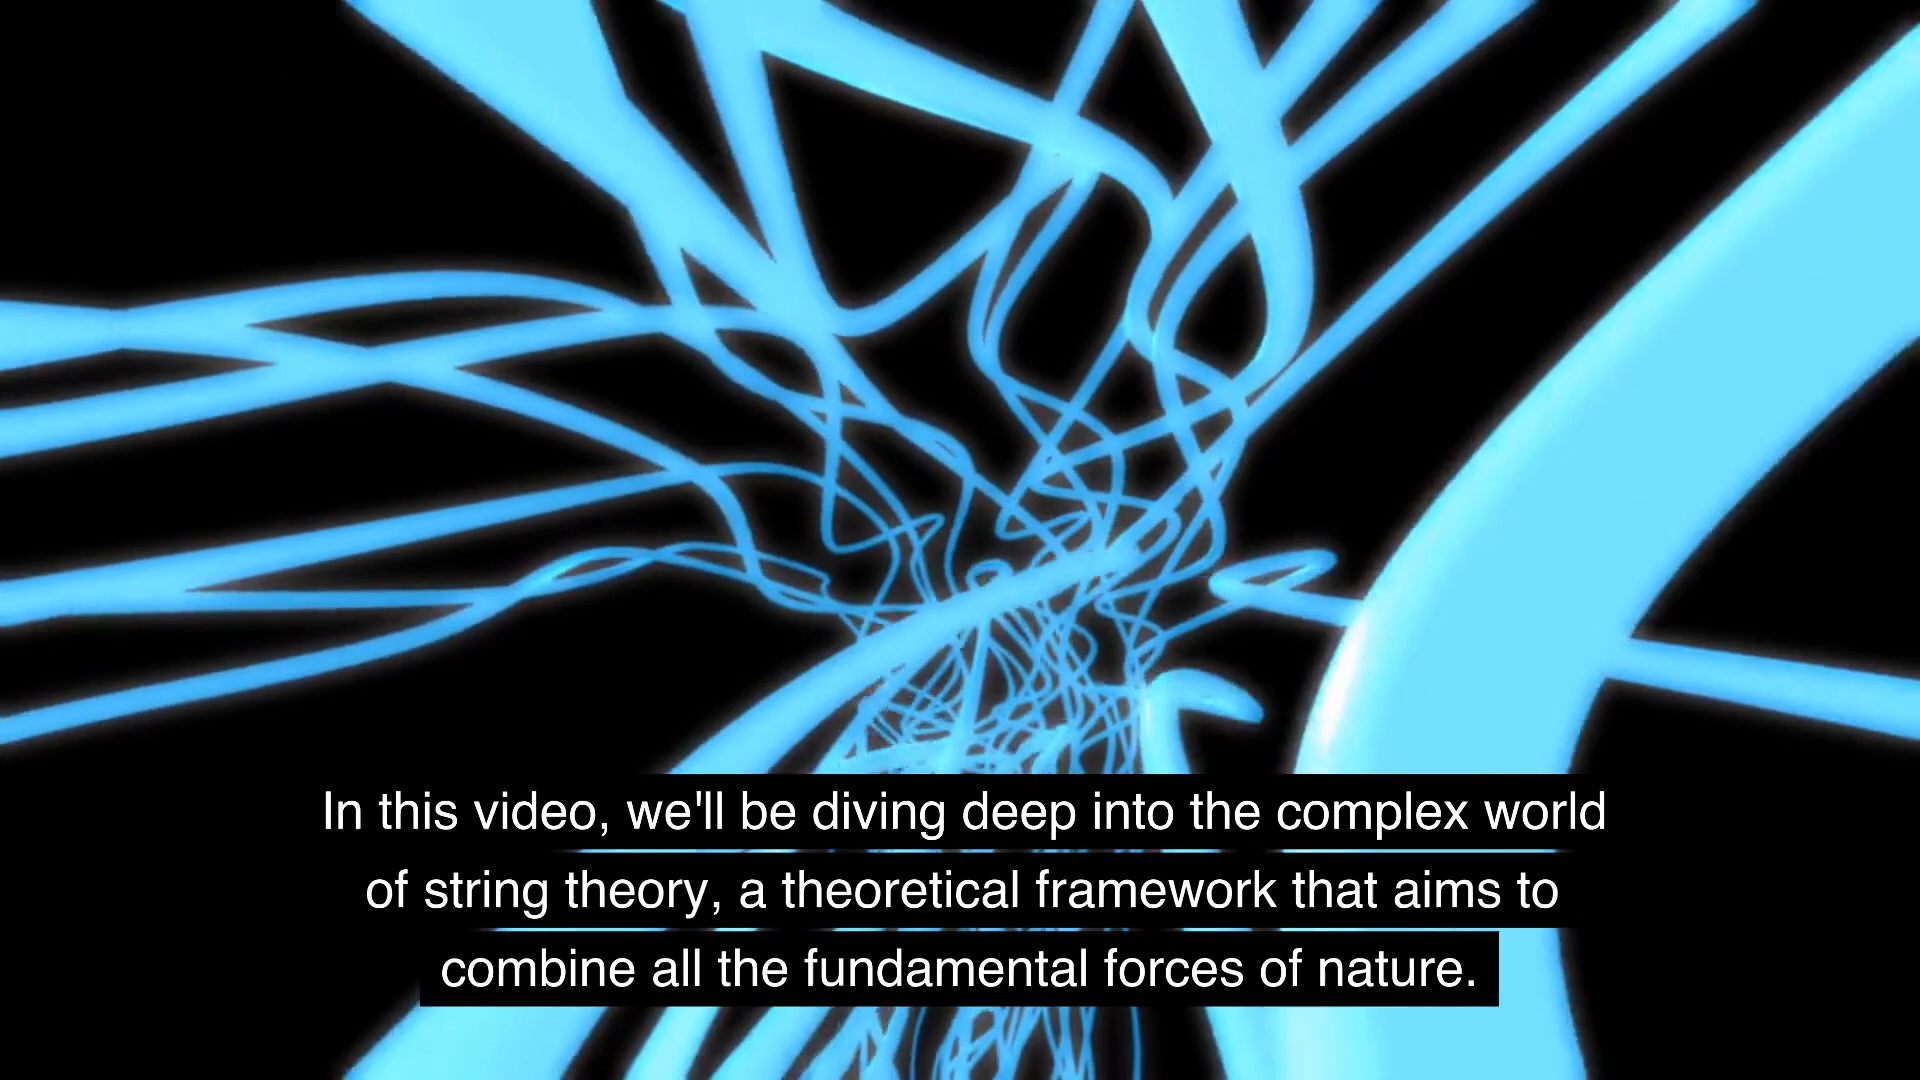 In this video, we'll be diving deep into the complex world
of string theory, a theoretical framework that aims to
combine all the fundamental forces of nature.